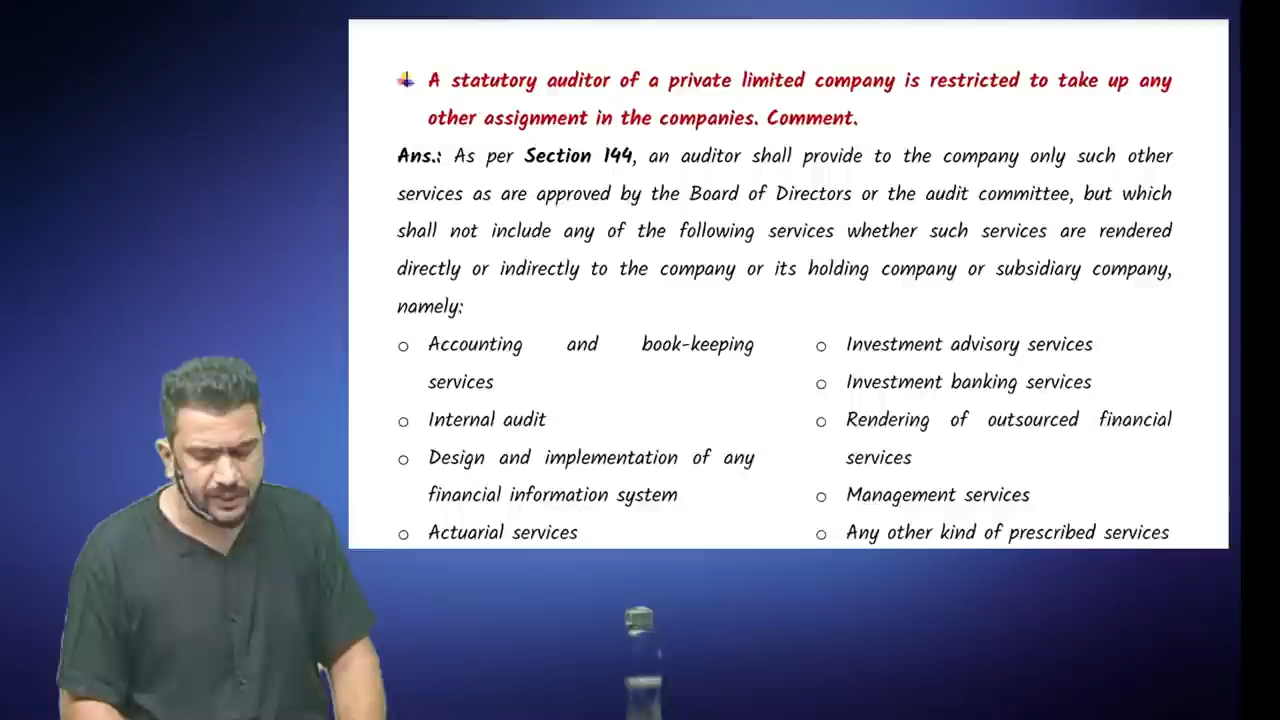 A statutory auditor of a private limited company is restricted to take up any
other assignment in the companies. Comment.
Ans.: As per Section 144, an auditor shall provide to the company only such other
services as are approved by the Board of Directors or the audit committee, but which
shall not include any of the following services whether such services are rendered
directly or indirectly to the company or its holding company or subsidiary company,
namely:
o Accounting and book-keeping
services
o Internal audit
o Design and implementation of any
financial information system
o Actuarial services
o Investment advisory services
o Investment banking services
o Rendering of outsourced financial
services
o Management services
o Any other kind of prescribed services